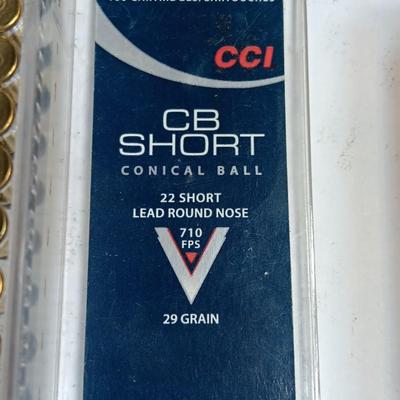 CCI
CB
SHORT
CONICAL BALL
22 SHORT
LEAD ROUND NOSE
710
FPS
29 GRAIN